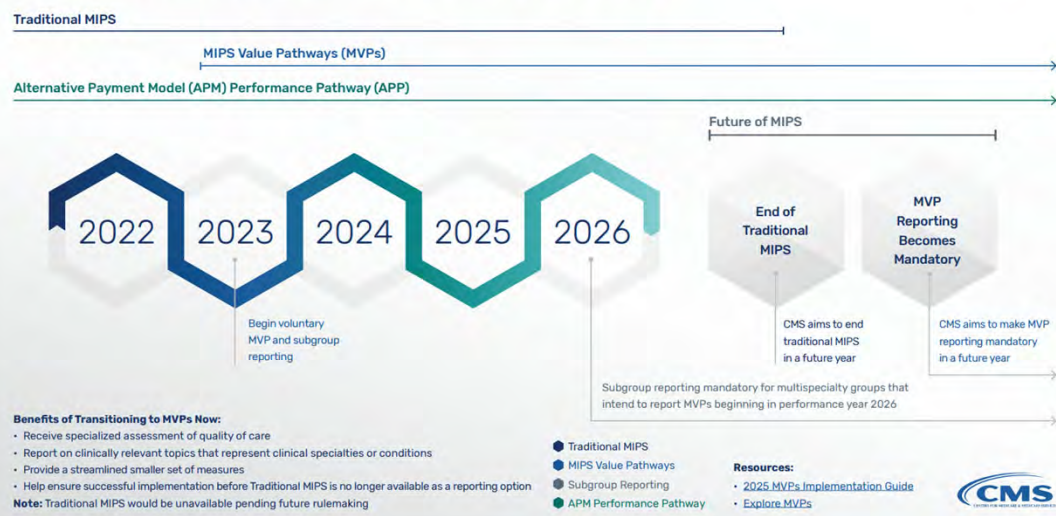 Traditional MIPS
MIPS Value Pathways (MVPs)
Alternative Payment Model (APM) Performance Pathway (APP)
Future of MIPS
2022
2023
2024
2025
2026
End of
Traditional
MIPS
MVP
Reporting
Becomes
Mandatory
Begin voluntary
MVP and subgroup
reporting
CMS aims to end
traditional MIPS
in a future year
CMS aims to make MVP
reporting mandatory
in a future year
Subgroup reporting mandatory for multispecialty groups that
intend to report MVPs beginning in performance year 2026
Benefits of Transitioning to MVPs Now:
• Receive specialized assessment of quality of care
• Report on clinically relevant topics that represent clinical specialties or conditions
• Provide a streamlined smaller set of measures
• Help ensure successful implementation before Traditional MIPS is no longer available as a reporting option
Note: Traditional MIPS would be unavailable pending future rulemaking
Traditional MIPS
MIPS Value Pathways
Subgroup Reporting
APM Performance Pathway
Resources:
• 2025 MVPs Implementation Guide
• Explore MVPs
CMS
CENTERS FOR MEDICARE & MEDICAID SERVICES